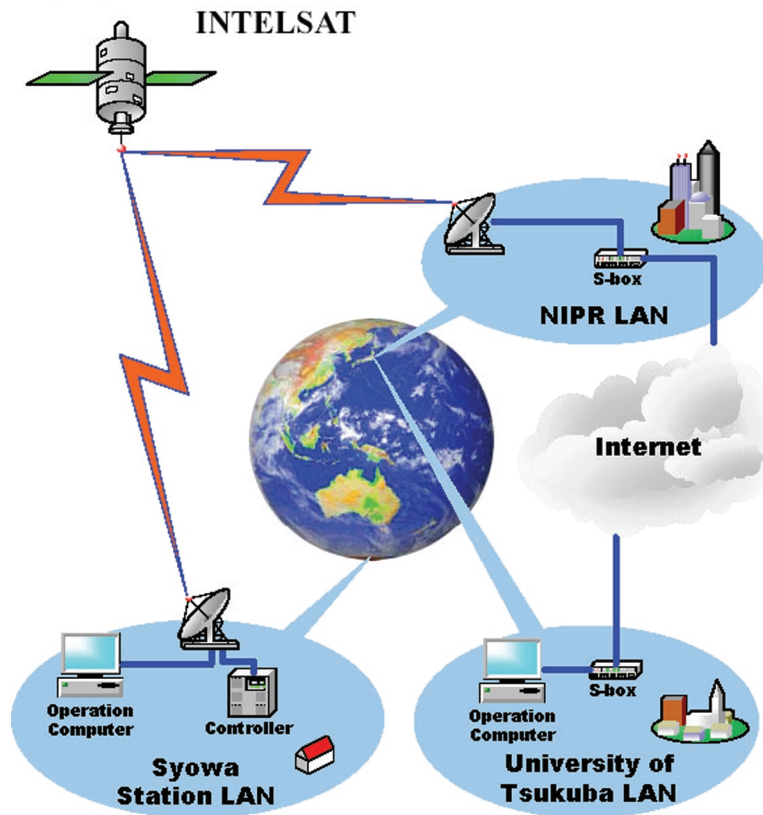 INTELSAT
S-box
NIPR LAN
Internet
Operation
Computer
Controller
Syowa
Station LAN
S-box
Operation
Computer
University of
Tsukuba LAN